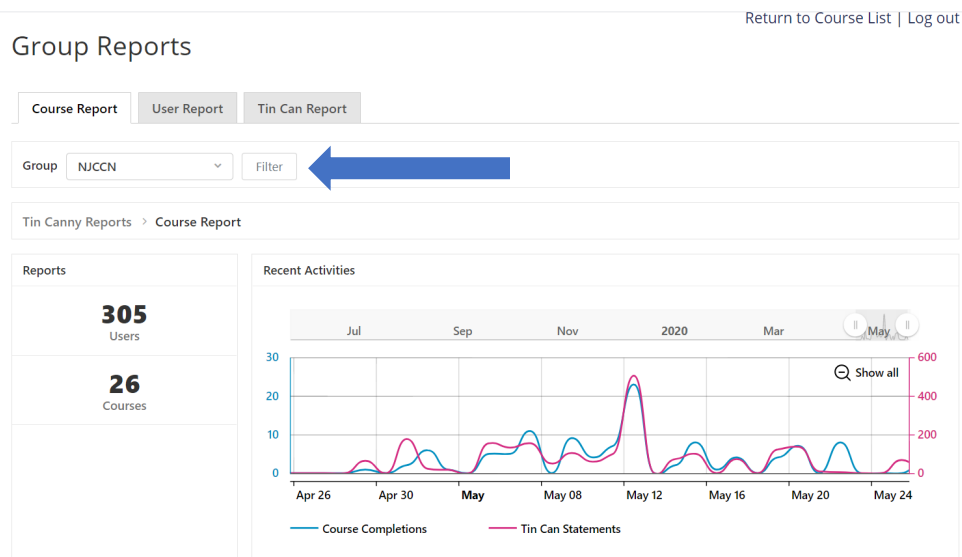 Return to Course List | Log out
Group Reports
Course Report
User Report
Tin Can Report
Group
NJCCN
Filter
Tin Canny Reports > Course Report
Reports
305
Users
26
Courses
Recent Activities
Jul Sep Nov 2020 Mar May
30 600
Show all
20 400
10 200
0 0
Apr 26 Apr 30 May May 08 May 12 May 16 May 20 May 24
Course Completions Tin Can Statements